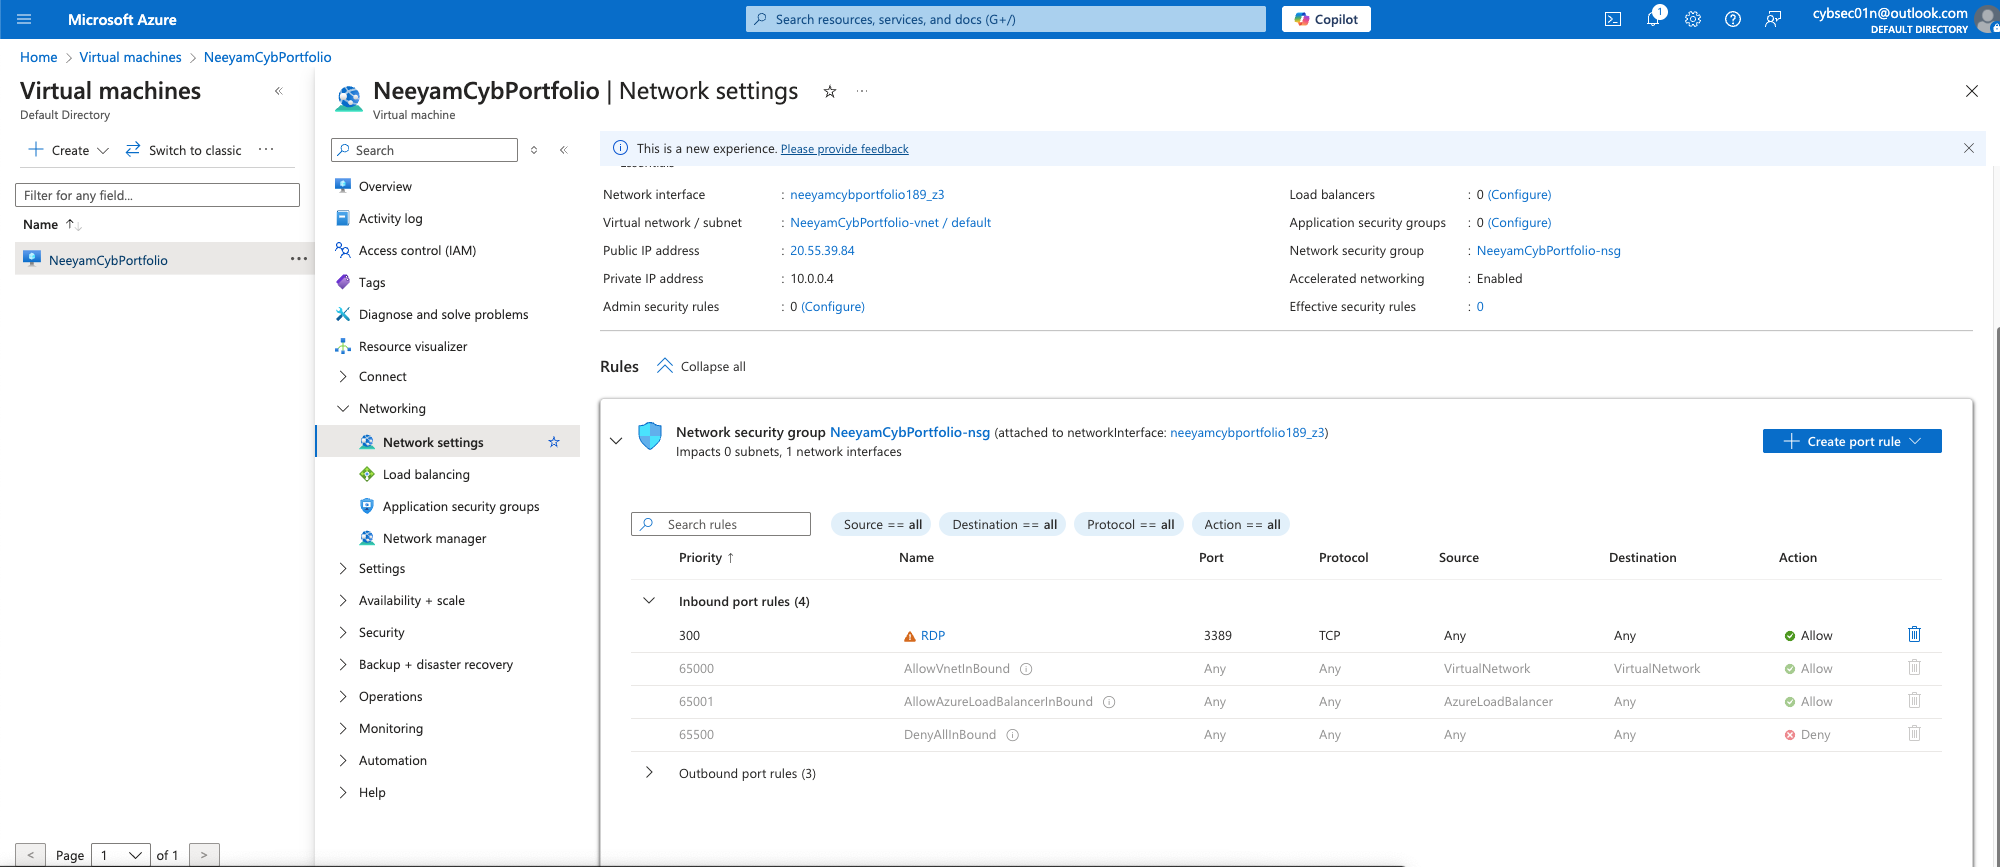 Microsoft Azure
Search resources, services, and docs (G+/)
Copilot
1
cybsec01n@outlook.com
DEFAULT DIRECTORY
Home > Virtual machines > NeeyamCybPortfolio
Virtual machines
Default Directory
Create
Switch to classic
Filter for any field...
Name
NeeyamCybPortfolio
< Page 1 of 1 >
NeeyamCybPortfolio | Network settings
Virtual machine
Search
Overview
Activity log
Access control (IAM)
Tags
Diagnose and solve problems
Resource visualizer
Connect
Networking
Network settings
Load balancing
Application security groups
Network manager
Settings
Availability + scale
Security
Backup + disaster recovery
Operations
Monitoring
Automation
Help
This is a new experience. Please provide feedback
Essentials
Network interface : neeyamcybportfolio189_z3
Virtual network / subnet : NeeyamCybPortfolio-vnet / default
Public IP address : 20.55.39.84
Private IP address : 10.0.0.4
Admin security rules : 0 (Configure)
Load balancers : 0 (Configure)
Application security groups : 0 (Configure)
Network security group : NeeyamCybPortfolio-nsg
Accelerated networking : Enabled
Effective security rules : 0
Rules
Collapse all
Network security group NeeyamCybPortfolio-nsg (attached to networkInterface: neeyamcybportfolio189_z3)
Impacts 0 subnets, 1 network interfaces
Create port rule
Search rules
Source == all
Destination == all
Protocol == all
Action == all
Priority ↑ Name Port Protocol Source Destination Action
Inbound port rules (4)
300 RDP 3389 TCP Any Any Allow
65000 AllowVnetInBound Any Any VirtualNetwork VirtualNetwork Allow
65001 AllowAzureLoadBalancerInBound Any Any AzureLoadBalancer Any Allow
65500 DenyAllInBound Any Any Any Any Deny
Outbound port rules (3)